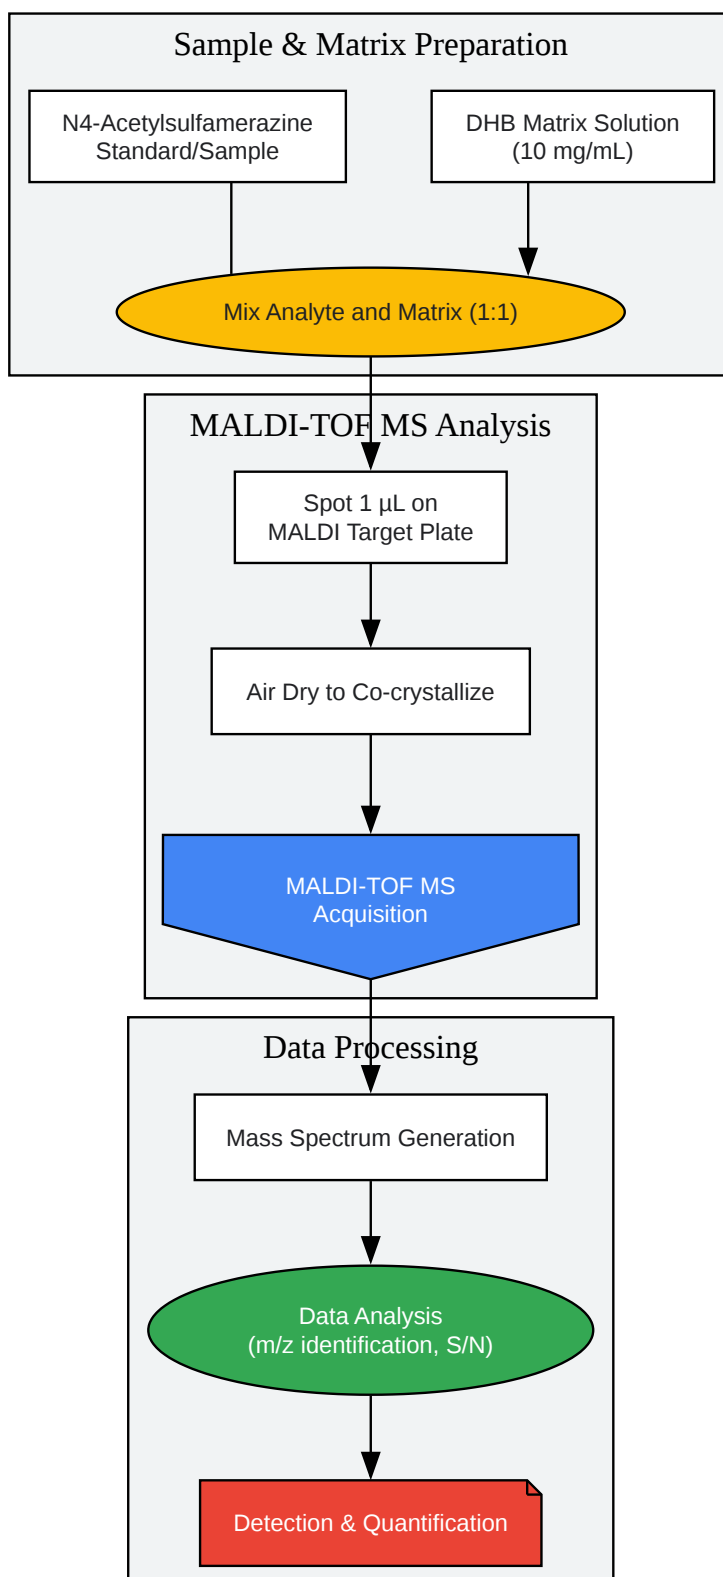 Sample & Matrix Preparation
N4-Acetylsulfamerazine
Standard/Sample
DHB Matrix Solution
(10 mg/mL)
Mix Analyte and Matrix (1:1)
MALDI-TOF MS Analysis
Spot 1 µL on
MALDI Target Plate
Air Dry to Co-crystallize
MALDI-TOF MS
Acquisition
Data Processing
Mass Spectrum Generation
Data Analysis
(m/z identification, S/N)
Detection & Quantification